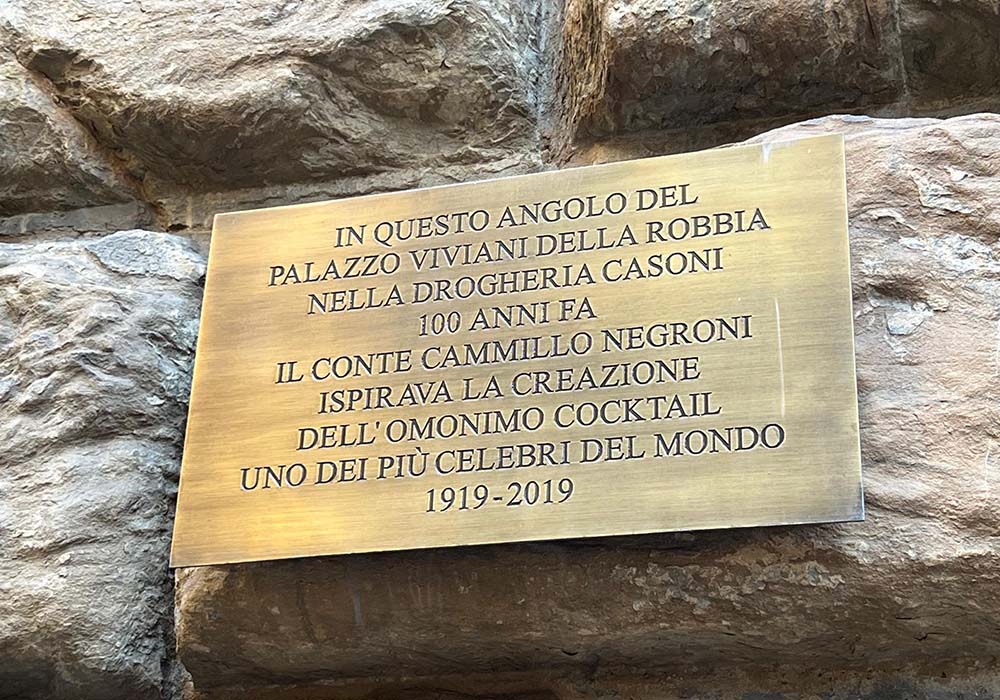 IN QUESTO ANGOLO DEL
PALAZZO VIVIANI DELLA ROBBIA
NELLA DROGHERIA CASONI
100 ANNI FA
IL CONTE CAMMILLO NEGRONI
ISPIRAVA LA CREAZIONE
DELL' OMONIMO COCKTAIL
UNO DEI PIÙ CELEBRI DEL MONDO
1919-2019